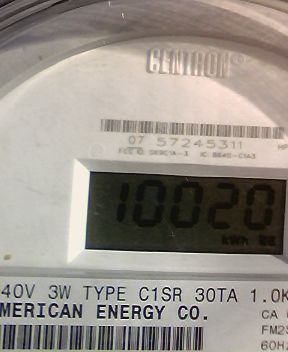 CENTRON®
07 57245311
10020
kWh
40V 3W TYPE C1SR 30TA 1.0K
MERICAN ENERGY CO.
CA
FM2S
60HZ